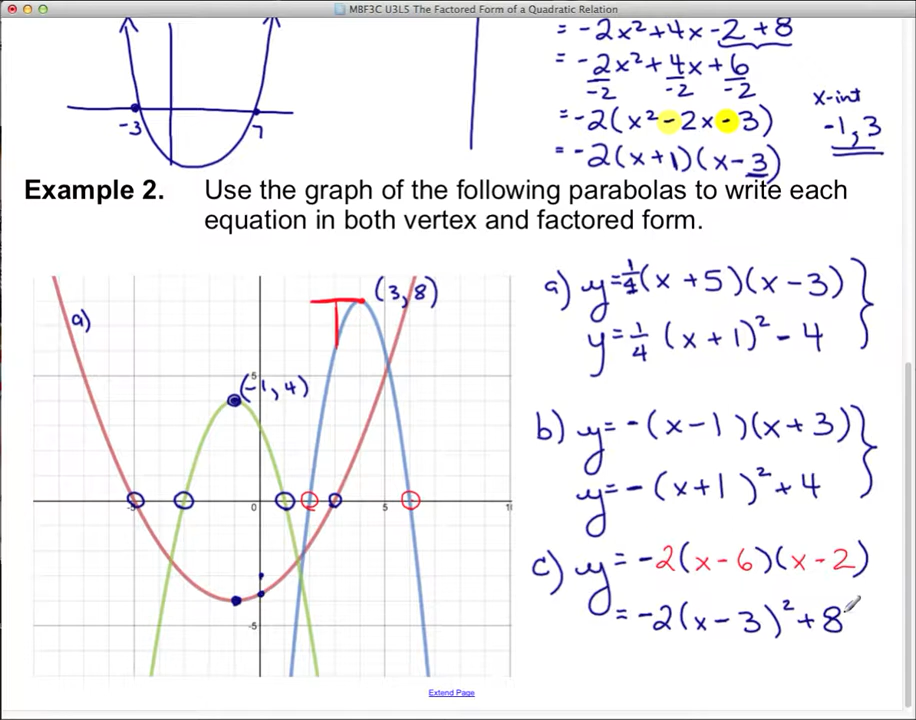 MBF3C U3L5 The Factored Form of a Quadratic Relation
-3
7
= -2x²+4x-2+8
= -2x²+4x+6
-2 -2 -2
=-2(x²-2x-3)
= -2(x+1)(x-3)
x-int
-1,3
Example 2. Use the graph of the following parabolas to write each
equation in both vertex and factored form.
a)
(3,8)
(-1,4)
5
-5
0
5
10
-5
a) y=1/4(x+5)(x-3)
y=1/4(x+1)²-4
b) y=-(x-1)(x+3)
y=-(x+1)²+4
c) y=-2(x-6)(x-2)
=-2(x-3)²+8
Extend Page